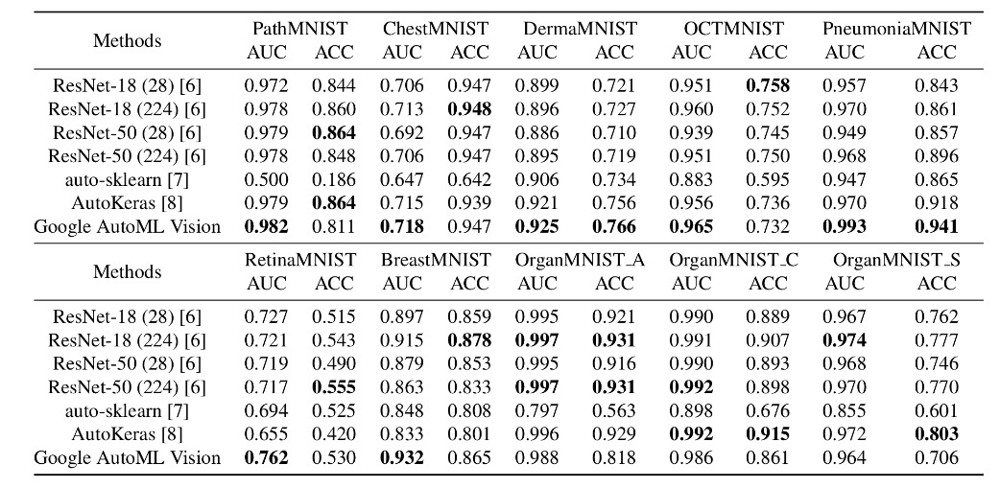 Methods PathMNIST ChestMNIST DermaMNIST OCTMNIST PneumoniaMNIST
AUC ACC AUC ACC AUC ACC AUC ACC AUC ACC
ResNet-18 (28) [6] 0.972 0.844 0.706 0.947 0.899 0.721 0.951 0.758 0.957 0.843
ResNet-18 (224) [6] 0.978 0.860 0.713 0.948 0.896 0.727 0.960 0.752 0.970 0.861
ResNet-50 (28) [6] 0.979 0.864 0.692 0.947 0.886 0.710 0.939 0.745 0.949 0.857
ResNet-50 (224) [6] 0.978 0.848 0.706 0.947 0.895 0.719 0.951 0.750 0.968 0.896
auto-sklearn [7] 0.500 0.186 0.647 0.642 0.906 0.734 0.883 0.595 0.947 0.865
AutoKeras [8] 0.979 0.864 0.715 0.939 0.921 0.756 0.956 0.736 0.970 0.918
Google AutoML Vision 0.982 0.811 0.718 0.947 0.925 0.766 0.965 0.732 0.993 0.941
Methods RetinaMNIST BreastMNIST OrganMNIST_A OrganMNIST_C OrganMNIST_S
AUC ACC AUC ACC AUC ACC AUC ACC AUC ACC
ResNet-18 (28) [6] 0.727 0.515 0.897 0.859 0.995 0.921 0.990 0.889 0.967 0.762
ResNet-18 (224) [6] 0.721 0.543 0.915 0.878 0.997 0.931 0.991 0.907 0.974 0.777
ResNet-50 (28) [6] 0.719 0.490 0.879 0.853 0.995 0.916 0.990 0.893 0.968 0.746
ResNet-50 (224) [6] 0.717 0.555 0.863 0.833 0.997 0.931 0.992 0.898 0.970 0.770
auto-sklearn [7] 0.694 0.525 0.848 0.808 0.797 0.563 0.898 0.676 0.855 0.601
AutoKeras [8] 0.655 0.420 0.833 0.801 0.996 0.929 0.992 0.915 0.972 0.803
Google AutoML Vision 0.762 0.530 0.932 0.865 0.988 0.818 0.986 0.861 0.964 0.706